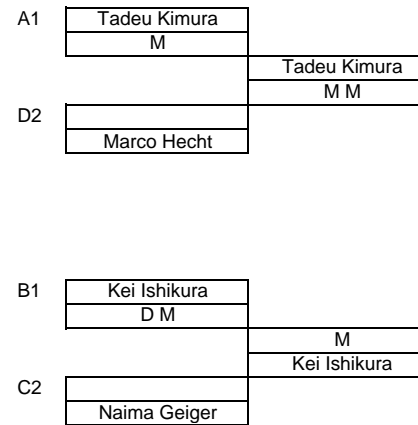 A1
Tadeu Kimura
M
Tadeu Kimura
M M
D2
Marco Hecht
B1
Kei Ishikura
D M
M
Kei Ishikura
C2
Naima Geiger